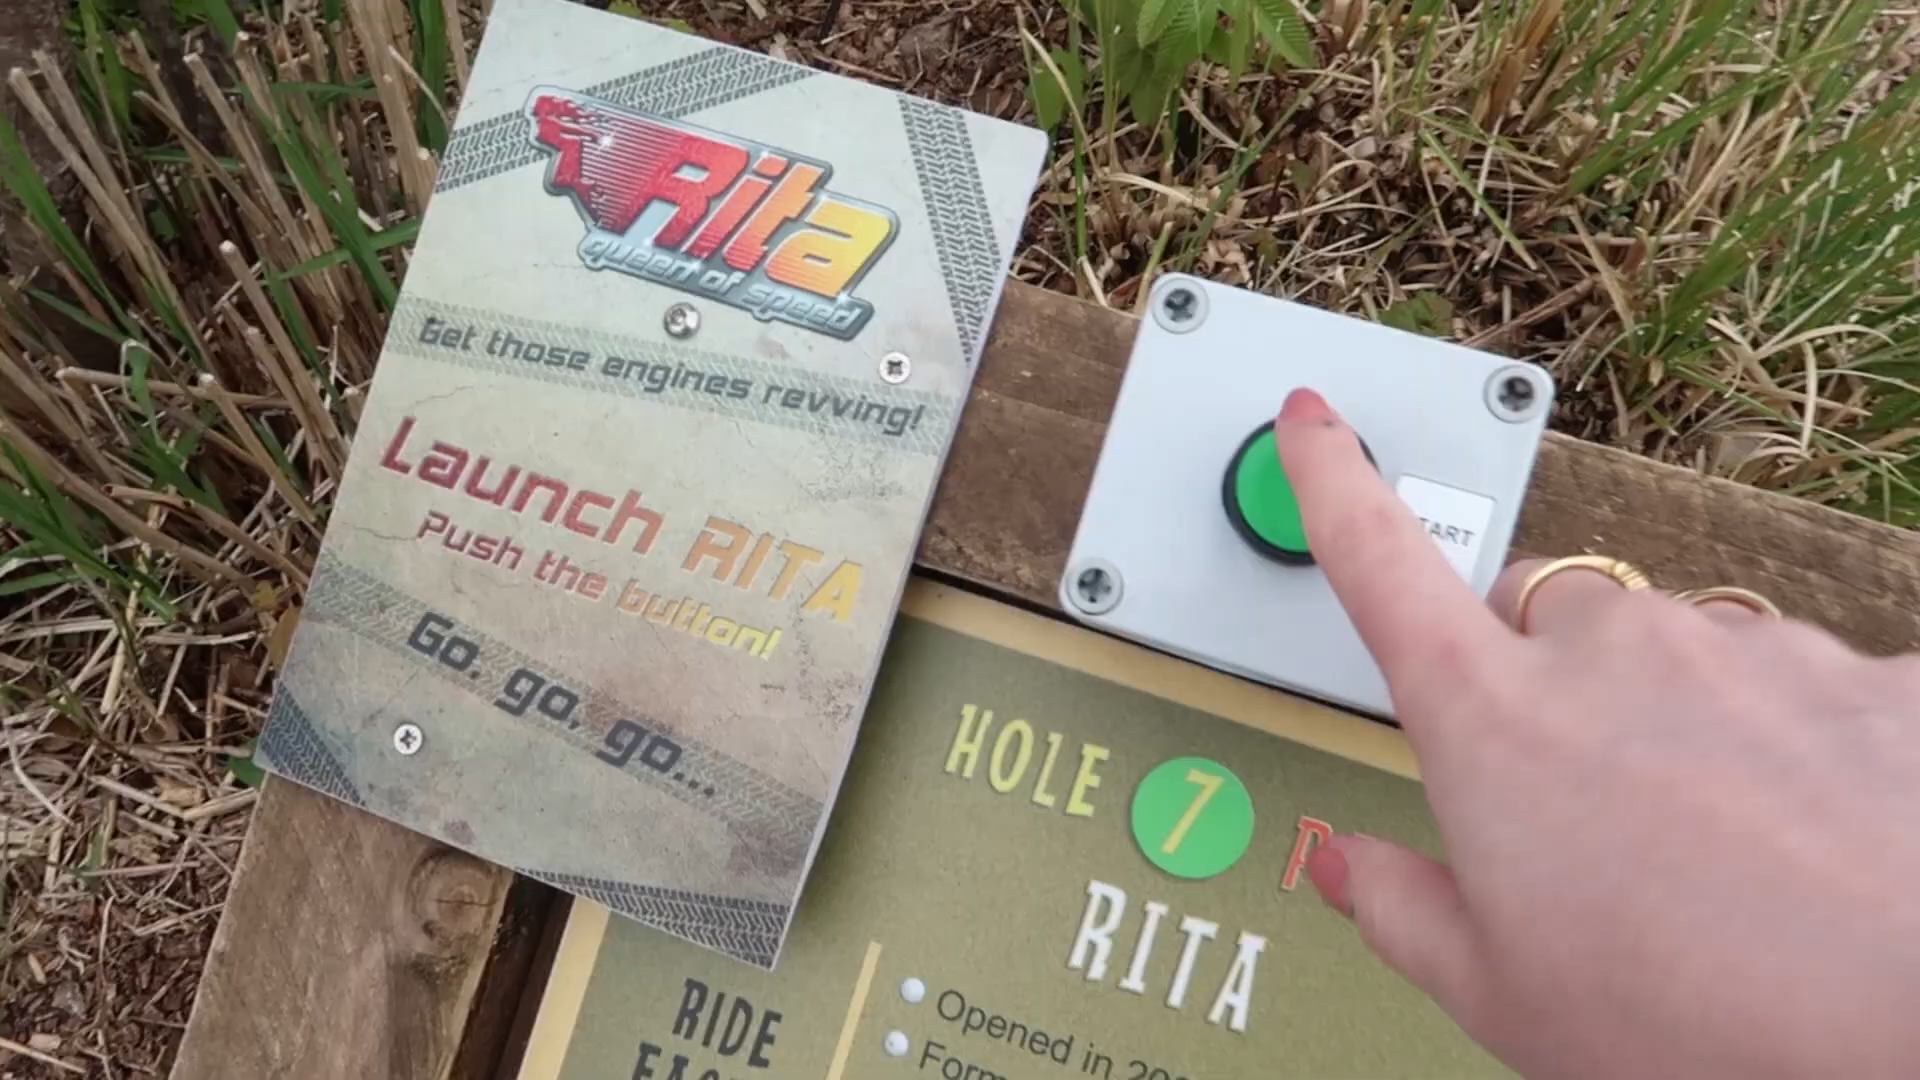 Rita
queen of speed
Get those engines revving!
Launch RITA
Push the button!
Go, go, go...
HOLE 7
RITA
RIDE
Opened in